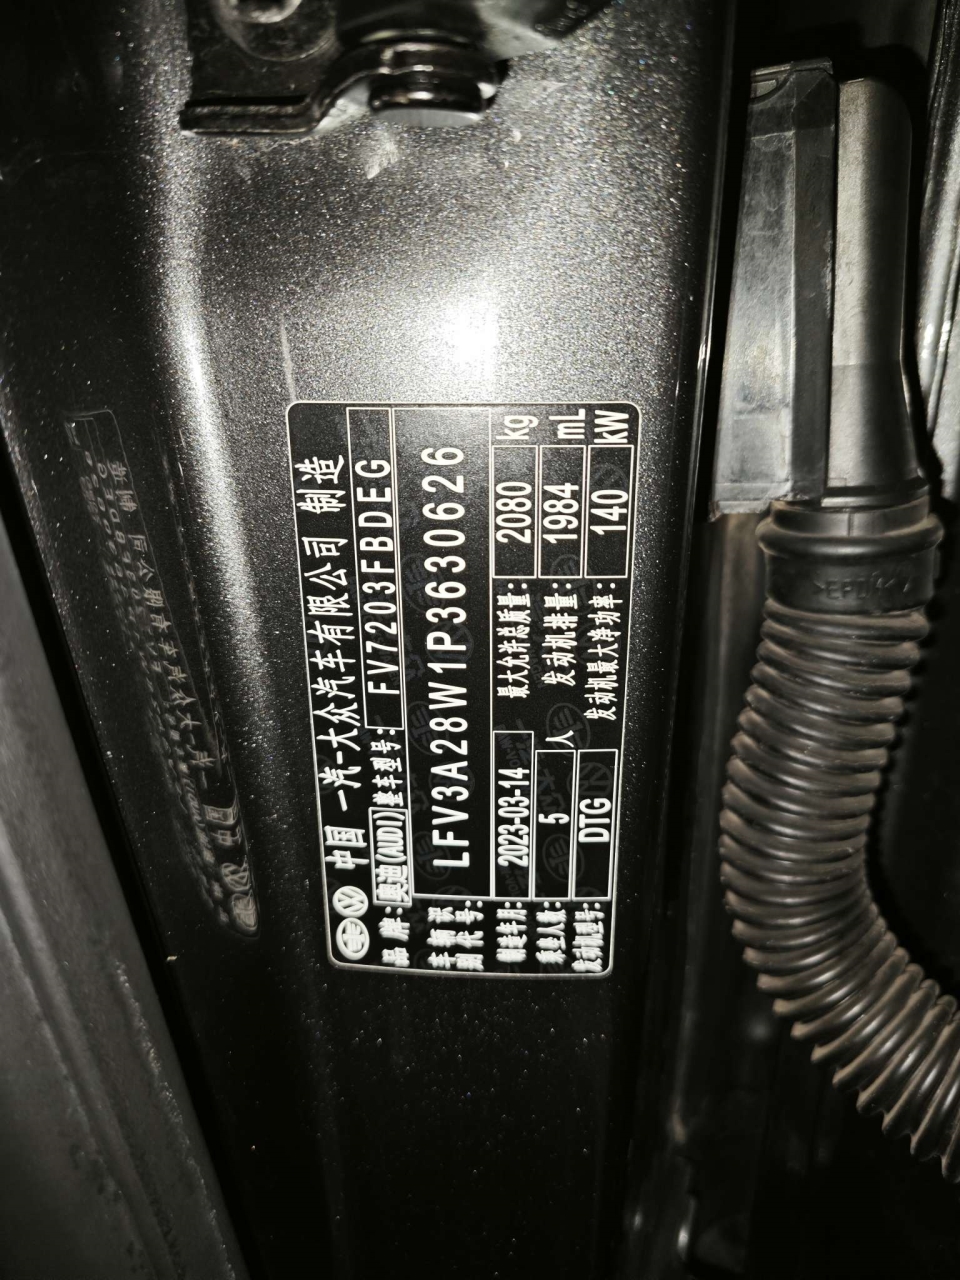 中国 一汽-大众汽车有限公司 制造
品牌: 奥迪(AUDI) 整车型号: FV7203FBDEG
车辆识别代号: LFV3A28W1P3630626
制造年月: 2023-03-14 最大允许总质量: 2080 kg
乘坐人数: 5 人 发动机排量: 1984 mL
发动机型号: DTG 发动机最大净功率: 140 kW